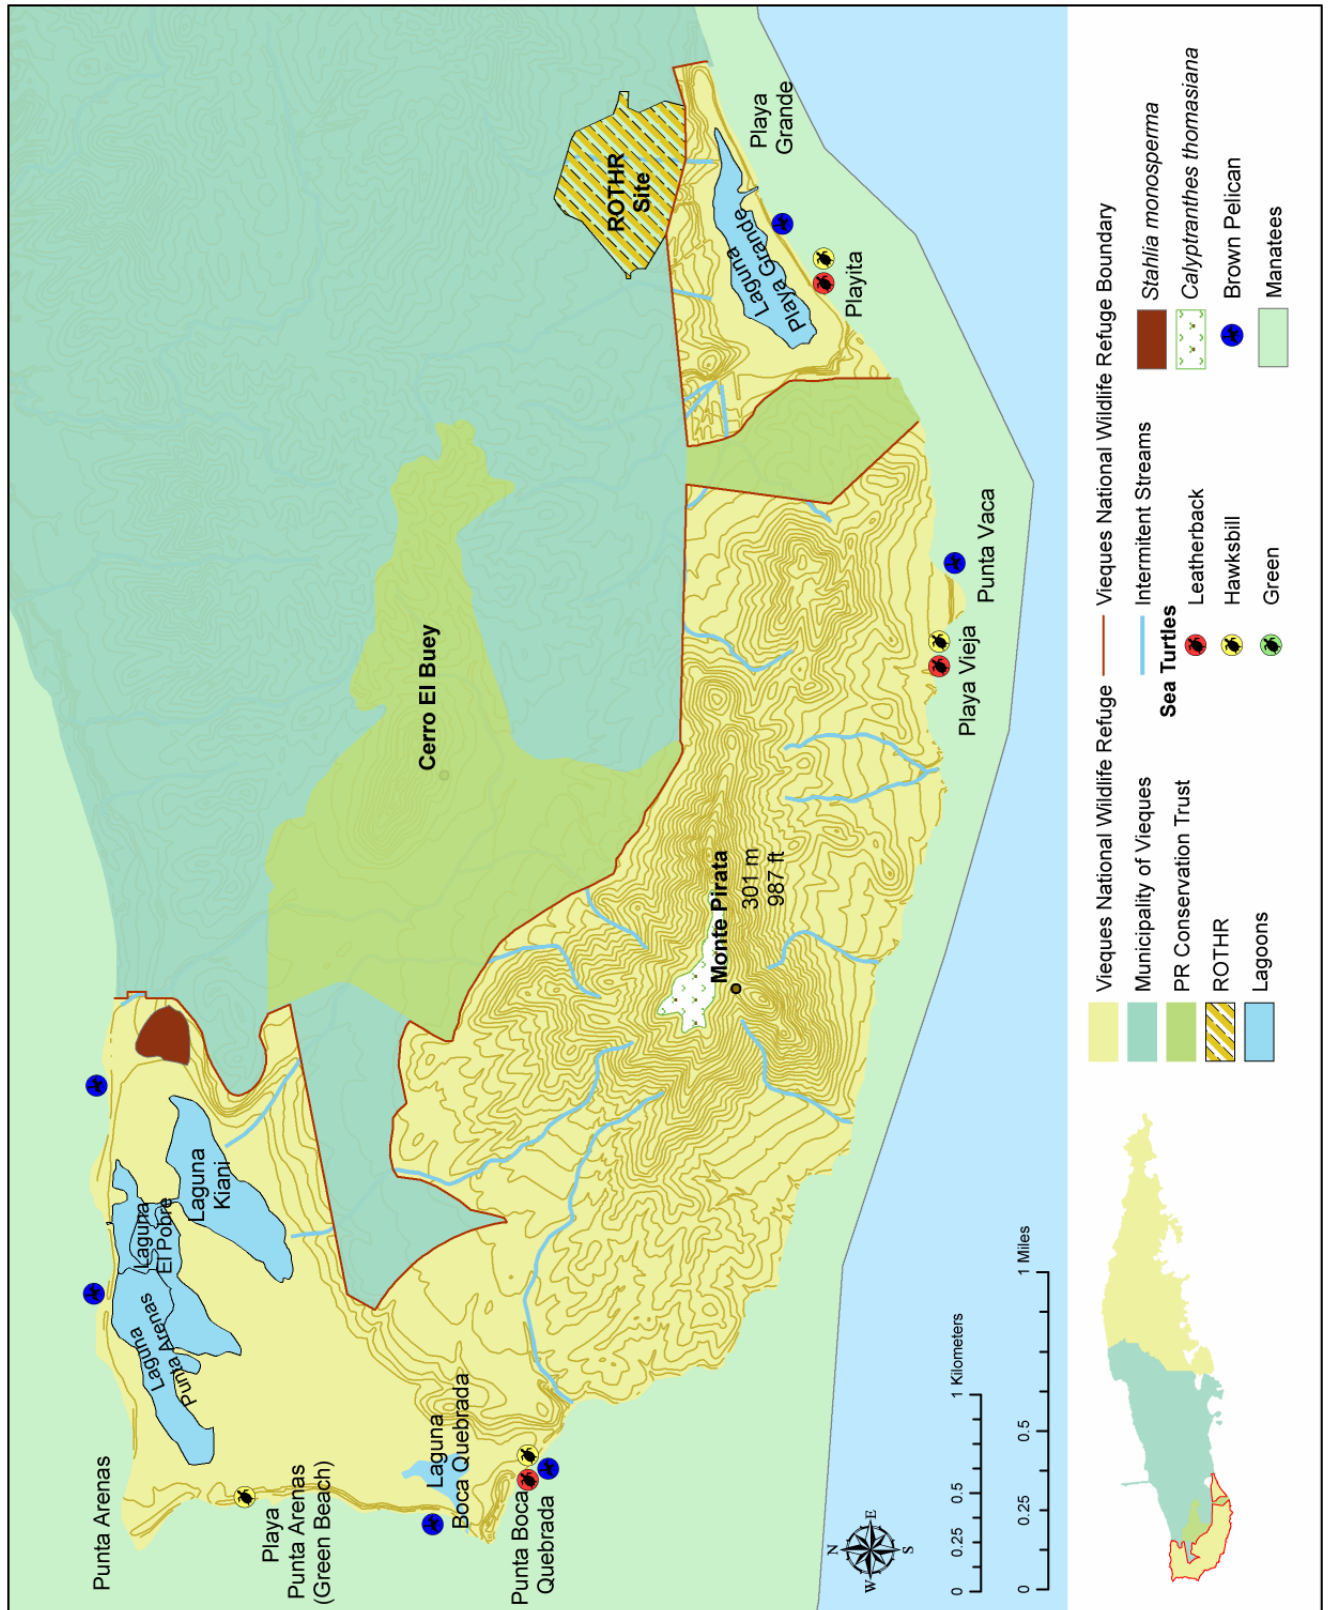 Punta Arenas
Laguna
Punta Arenas
Laguna
El Pobre
Laguna
Kiani
Playa
Punta Arenas
(Green Beach)
Laguna
Boca Quebrada
Punta Boca
Quebrada
Cerro El Buey
Monte Pirata
301 m
987 ft
ROTHR
Site
Laguna
Playa Grande
Playa
Grande
Playita
Punta Vaca
Playa Vieja
N
W
E
S
0 0.25 0.5 1 Kilometers
0 0.25 0.5 1 Miles
Vieques National Wildlife Refuge
Municipality of Vieques
PR Conservation Trust
ROTHR
Lagoons
Vieques National Wildlife Refuge Boundary
Intermitent Streams
Sea Turtles
Leatherback
Hawksbill
Green
Stahlia monosperma
Calyptranthes thomasiana
Brown Pelican
Manatees